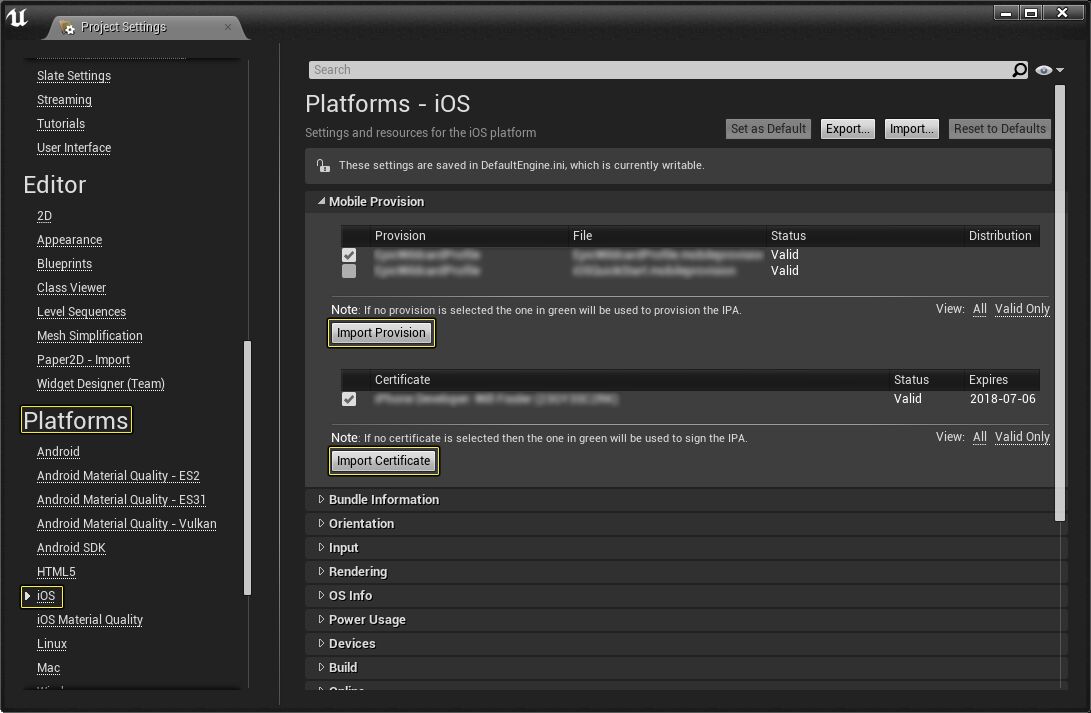 Project Settings
Slate Settings
Streaming
Tutorials
User Interface
Editor
2D
Appearance
Blueprints
Class Viewer
Level Sequences
Mesh Simplification
Paper2D - Import
Widget Designer (Team)
Platforms
Android
Android Material Quality - ES2
Android Material Quality - ES31
Android Material Quality - Vulkan
Android SDK
HTML5
iOS
iOS Material Quality
Linux
Mac
Search
Platforms - iOS
Settings and resources for the iOS platform
Set as Default Export... Import... Reset to Defaults
These settings are saved in DefaultEngine.ini, which is currently writable.
Mobile Provision
Provision File Status Distribution
Valid
Valid
Note: If no provision is selected the one in green will be used to provision the IPA. View: All Valid Only
Import Provision
Certificate Status Expires
Valid 2018-07-06
Note: If no certificate is selected then the one in green will be used to sign the IPA. View: All Valid Only
Import Certificate
Bundle Information
Orientation
Input
Rendering
OS Info
Power Usage
Devices
Build